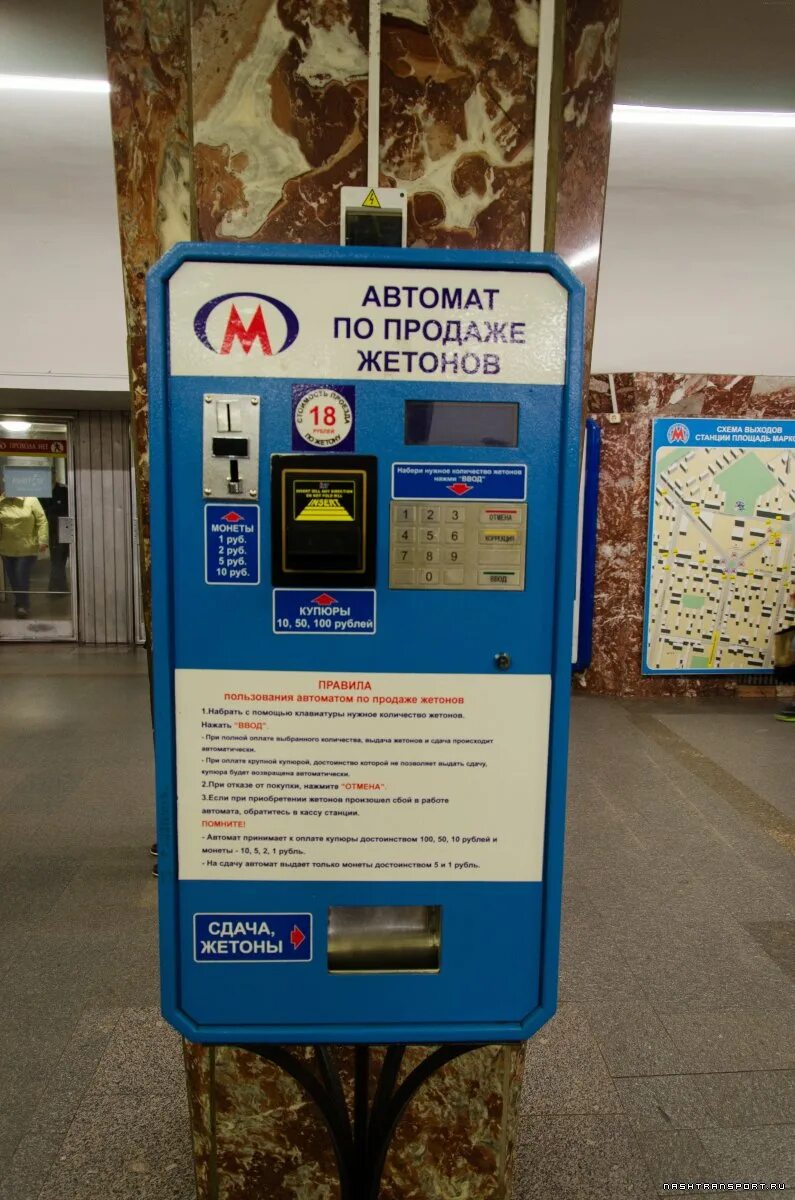 АВТОМАТ
ПО ПРОДАЖЕ
ЖЕТОНОВ
М
СТОИМОСТЬ ПРОЕЗДА
18
РУБЛЕЙ
ПО ЖЕТОНУ
INSERT
Набери нужное количество жетонов
нажми "ВВОД"
1 2 3 ОТМЕНА
4 5 6 КОРРЕКЦИЯ
7 8 9
0 ВВОД
МОНЕТЫ
1 руб.
2 руб.
5 руб.
10 руб.
КУПЮРЫ
10, 50, 100 рублей
ПРАВИЛА
пользования автоматом по продаже жетонов
1.Набрать с помощью клавиатуры нужное количество жетонов.
Нажать "ВВОД".
- При полной оплате выбранного количества, выдача жетонов и сдача происходит
автоматически.
- При оплате крупной купюрой, достоинство которой не позволяет выдать сдачу,
купюра будет возвращена автоматически.
2.При отказе от покупки, нажмите "ОТМЕНА".
3.Если при приобретении жетонов произошел сбой в работе
автомата, обратитесь в кассу станции.
ПОМНИТЕ!
- Автомат принимает к оплате купюры достоинством 100, 50, 10 рублей и
монеты - 10, 5, 2, 1 рубль.
- На сдачу автомат выдает только монеты достоинством 5 и 1 рубль.
СДАЧА,
ЖЕТОНЫ
ПРОХОДА НЕТ
СХЕМА ВЫХОДОВ
СТАНЦИИ ПЛОЩАДЬ МАРК
NASHTRANSPORT.RU